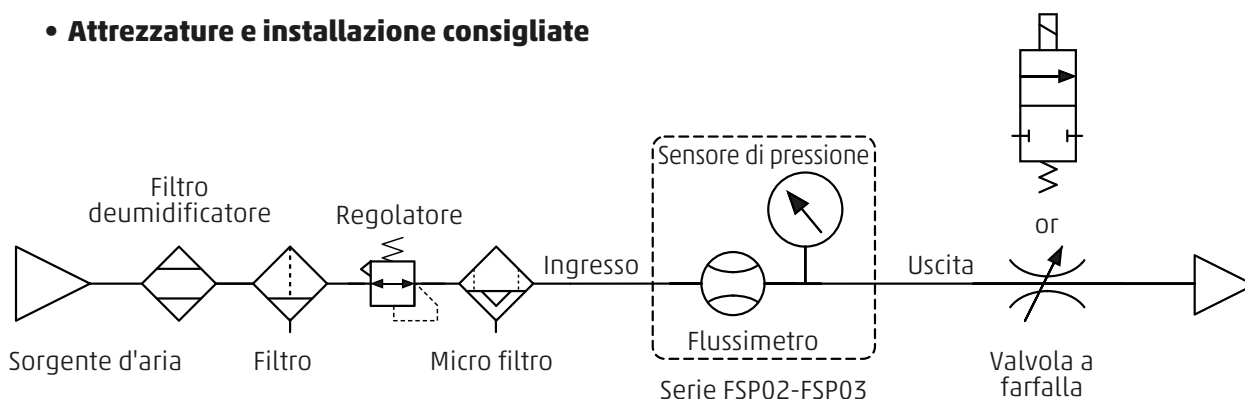 • Attrezzature e installazione consigliate
Sensore di pressione
Filtro
deumidificatore
Regolatore
or
Ingresso
Uscita
Sorgente d'aria
Filtro
Micro filtro
Flussimetro
Valvola a
farfalla
Serie FSP02-FSP03